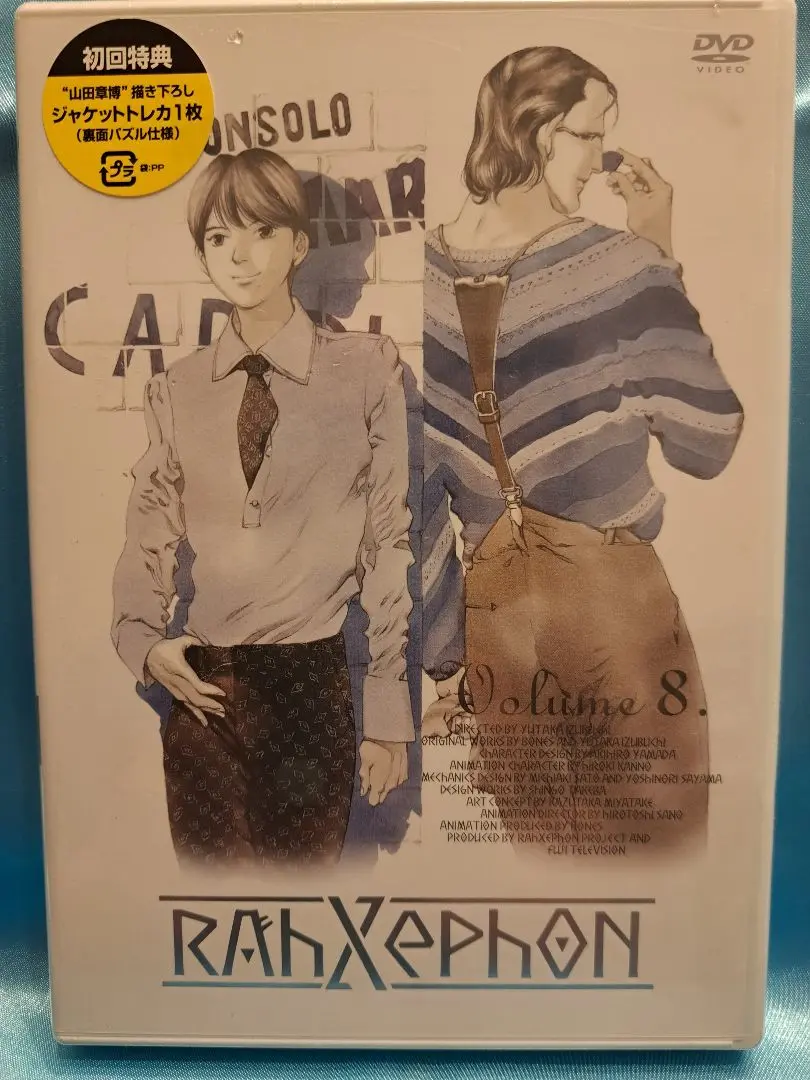 初回特典
“山田章博”描き下ろし
ジャケットトレカ1枚
(裏面パズル仕様)
プラ
袋:PP
DVD
VIDEO
ONSOLO
Volume 8.
DIRECTED BY YUTAKA IZUBUCHI
ORIGINAL WORKS BY BONES AND YUTAKA IZUBUCHI
CHARACTER DESIGN BY AKIHIRO YAMADA
ANIMATION CHARACTER BY HIROKI KANNO
MECHANICS DESIGN BY MICHIAKI SATO AND YOSHINORI SAYAMA
DESIGN WORKS BY SHINGO TAKEBA
ART CONCEPT BY KAZUTAKA MIYATAKE
ANIMATION DIRECTOR BY HIROTOSHI SANO
ANIMATION PRODUCED BY BONES
PRODUCED BY RAHXEPHON PROJECT AND
FUJI TELEVISION
RAhXePhON